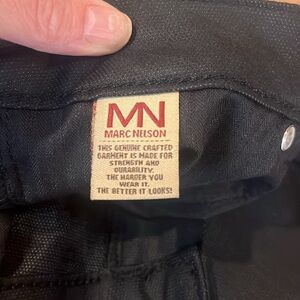 MN
MARC NELSON
THIS GENUINE CRAFTED
GARMENT IS MADE FOR
STRENGTH AND
DURABILITY.
THE HARDER YOU
WEAR IT.
THE BETTER IT LOOKS!